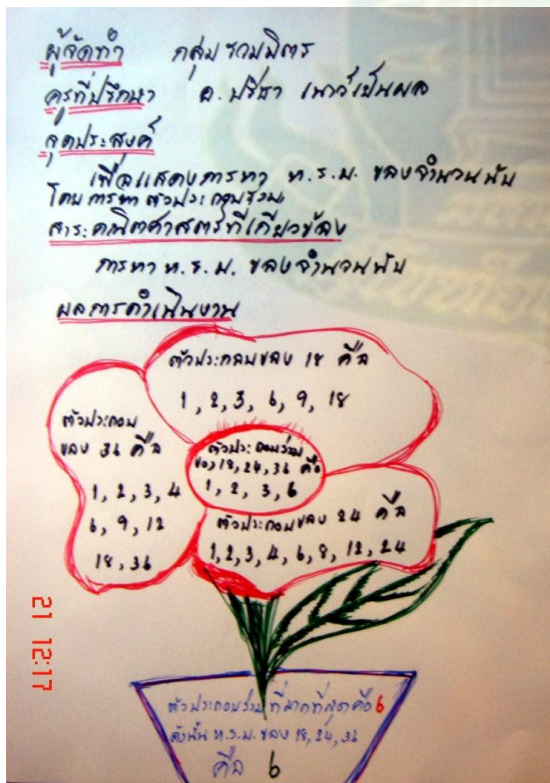 ผู้จัดทำ กลุ่มรวมมิตร
ครูที่ปรึกษา อ.ปรีชา เนาว์เป็นผล
จุดประสงค์
เพื่อแสดงการหา ห.ร.ม. ของจำนวนนับ
โดยการหาตัวประกอบร่วม
สาระคณิตศาสตร์ที่เกี่ยวข้อง
การหา ห.ร.ม. ของจำนวนนับ
ผลการดำเนินงาน
ตัวประกอบของ 18 คือ
1, 2, 3, 6, 9, 18
ตัวประกอบ
ของ 36 คือ
1, 2, 3, 4
6, 9, 12
18, 36
ตัวประกอบร่วม
ของ 18, 24, 36 คือ
1, 2, 3, 6
ตัวประกอบของ 24 คือ
1, 2, 3, 4, 6, 8, 12, 24
ตัวประกอบร่วมที่มากที่สุดคือ 6
ดังนั้น ห.ร.ม. ของ 18, 24, 36
คือ 6
21 12:17